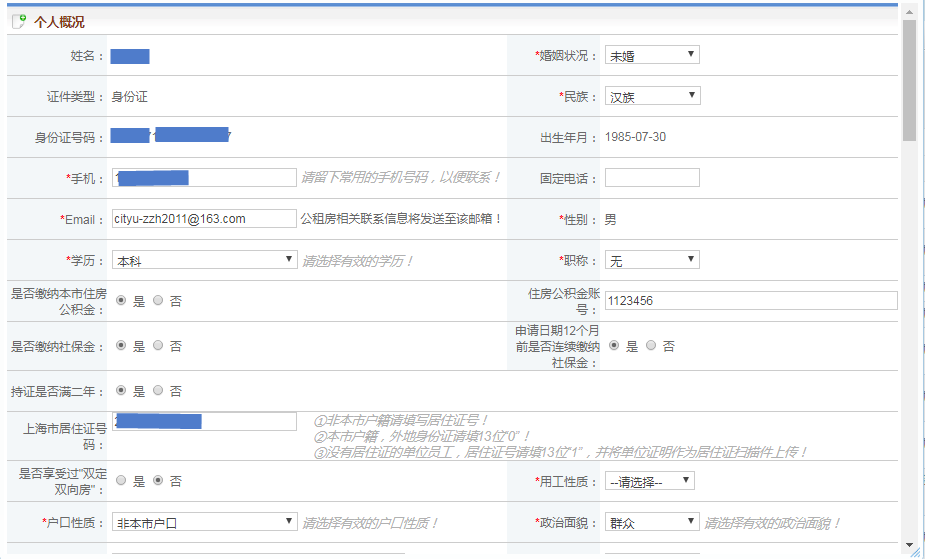 个人概况
姓名：
*婚姻状况： 未婚
证件类型： 身份证
*民族： 汉族
身份证号码：
出生年月： 1985-07-30
*手机： 请留下常用的手机号码，以便联系！
固定电话：
*Email： cityu-zzh2011@163.com 公租房相关联系信息将发送至该邮箱！
*性别： 男
*学历： 本科 请选择有效的学历！
*职称： 无
是否缴纳本市住房
公积金： 是 否
住房公积金账
号： 1123456
是否缴纳社保金： 是 否
申请日期12个月
前是否连续缴纳
社保金： 是 否
持证是否满二年： 是 否
上海市居住证号
码：
①非本市户籍请填写居住证号！
②本市户籍，外地身份证请填13位"0"！
③没有居住证的单位员工，居住证号请填13位"1"，并将单位证明作为居住证扫描件上传！
是否享受过"双定
双向房"： 是 否
*用工性质： --请选择--
*户口性质： 非本市户口 请选择有效的户口性质！
*政治面貌： 群众 请选择有效的政治面貌！